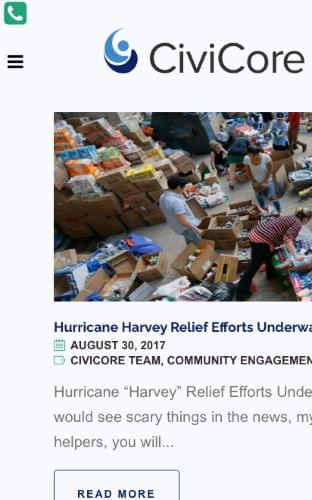 CiviCore
Hurricane Harvey Relief Efforts Underwa
AUGUST 30, 2017
CIVICORE TEAM, COMMUNITY ENGAGEMEN
Hurricane “Harvey” Relief Efforts Unde
would see scary things in the news, my
helpers, you will...
READ MORE